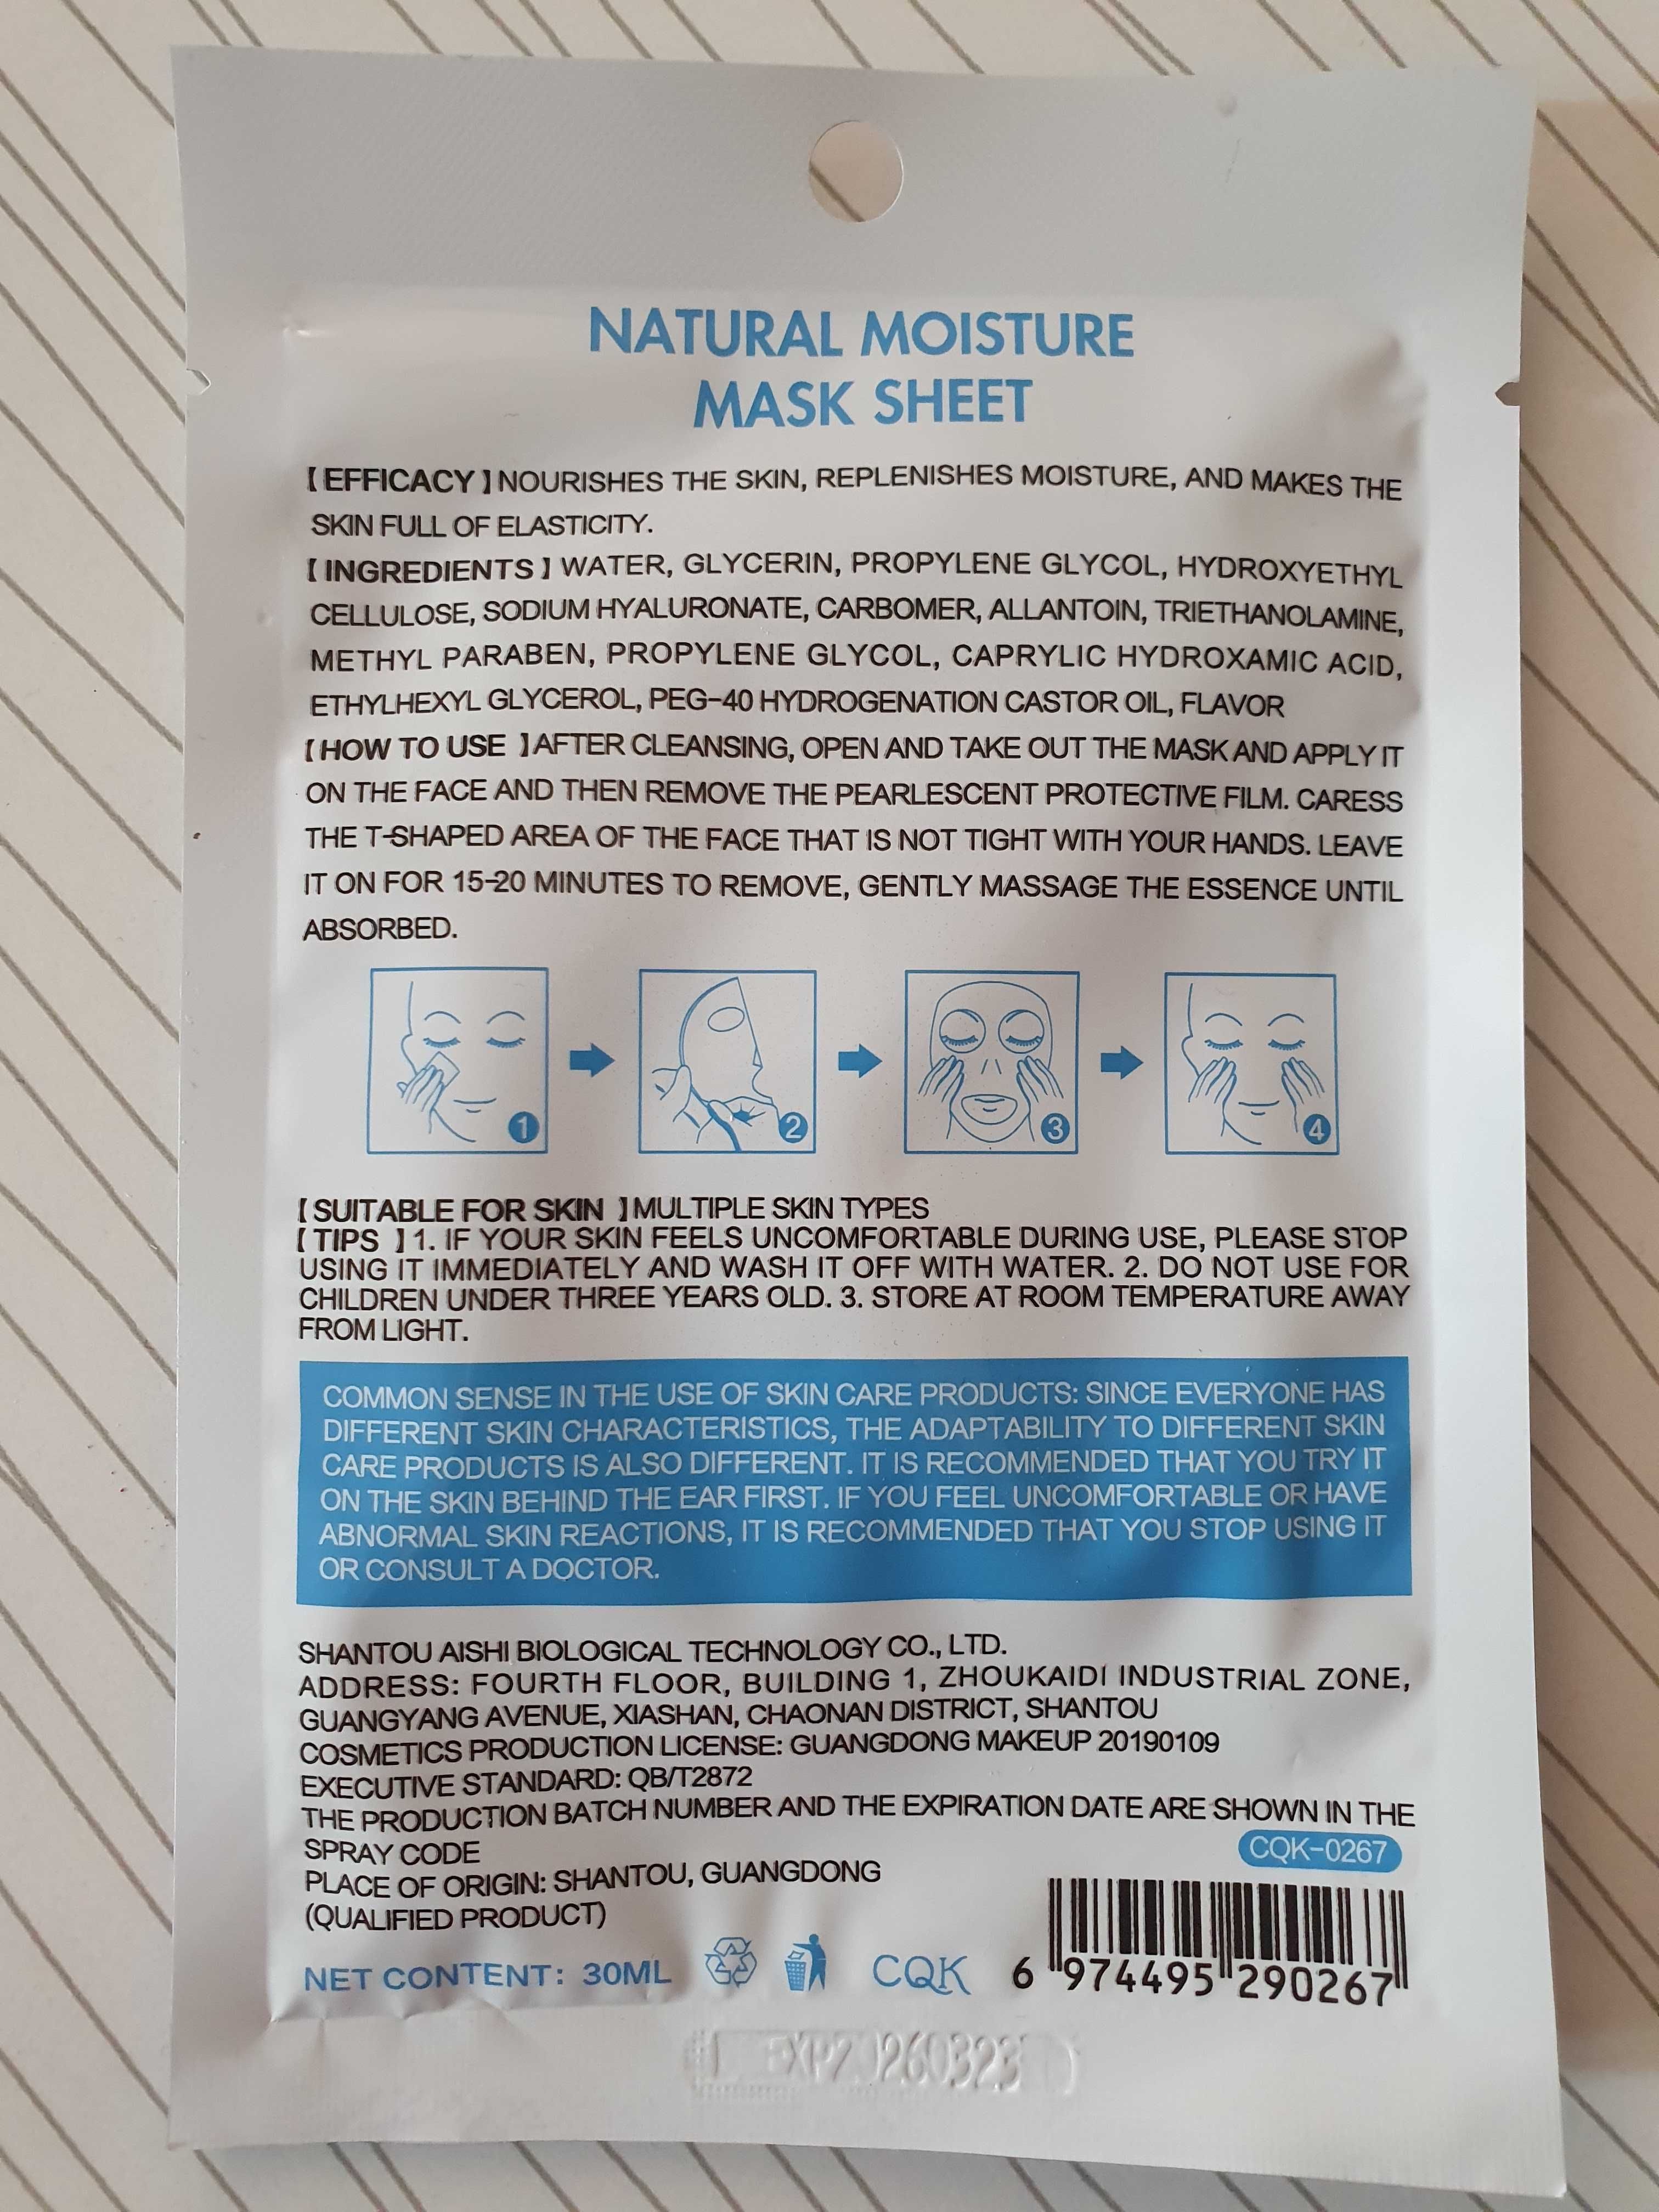 NATURAL MOISTURE
MASK SHEET
【EFFICACY】NOURISHES THE SKIN, REPLENISHES MOISTURE, AND MAKES THE
SKIN FULL OF ELASTICITY.
【INGREDIENTS】WATER, GLYCERIN, PROPYLENE GLYCOL, HYDROXYETHYL
CELLULOSE, SODIUM HYALURONATE, CARBOMER, ALLANTOIN, TRIETHANOLAMINE,
METHYL PARABEN, PROPYLENE GLYCOL, CAPRYLIC HYDROXAMIC ACID,
ETHYLHEXYL GLYCEROL, PEG-40 HYDROGENATION CASTOR OIL, FLAVOR
【HOW TO USE 】AFTER CLEANSING, OPEN AND TAKE OUT THE MASK AND APPLY IT
ON THE FACE AND THEN REMOVE THE PEARLESCENT PROTECTIVE FILM. CARESS
THE T-SHAPED AREA OF THE FACE THAT IS NOT TIGHT WITH YOUR HANDS. LEAVE
IT ON FOR 15-20 MINUTES TO REMOVE, GENTLY MASSAGE THE ESSENCE UNTIL
ABSORBED.
1 2 3 4
【SUITABLE FOR SKIN 】MULTIPLE SKIN TYPES
【TIPS 】1. IF YOUR SKIN FEELS UNCOMFORTABLE DURING USE, PLEASE STOP
USING IT IMMEDIATELY AND WASH IT OFF WITH WATER. 2. DO NOT USE FOR
CHILDREN UNDER THREE YEARS OLD. 3. STORE AT ROOM TEMPERATURE AWAY
FROM LIGHT.
COMMON SENSE IN THE USE OF SKIN CARE PRODUCTS: SINCE EVERYONE HAS
DIFFERENT SKIN CHARACTERISTICS, THE ADAPTABILITY TO DIFFERENT SKIN
CARE PRODUCTS IS ALSO DIFFERENT. IT IS RECOMMENDED THAT YOU TRY IT
ON THE SKIN BEHIND THE EAR FIRST. IF YOU FEEL UNCOMFORTABLE OR HAVE
ABNORMAL SKIN REACTIONS, IT IS RECOMMENDED THAT YOU STOP USING IT
OR CONSULT A DOCTOR.
SHANTOU AISHI BIOLOGICAL TECHNOLOGY CO., LTD.
ADDRESS: FOURTH FLOOR, BUILDING 1, ZHOUKAIDI INDUSTRIAL ZONE,
GUANGYANG AVENUE, XIASHAN, CHAONAN DISTRICT, SHANTOU
COSMETICS PRODUCTION LICENSE: GUANGDONG MAKEUP 20190109
EXECUTIVE STANDARD: QB/T2872
THE PRODUCTION BATCH NUMBER AND THE EXPIRATION DATE ARE SHOWN IN THE
SPRAY CODE
CQK-0267
PLACE OF ORIGIN: SHANTOU, GUANGDONG
(QUALIFIED PRODUCT)
NET CONTENT: 30ML
CQK
6 974495 290267
EXP20260323